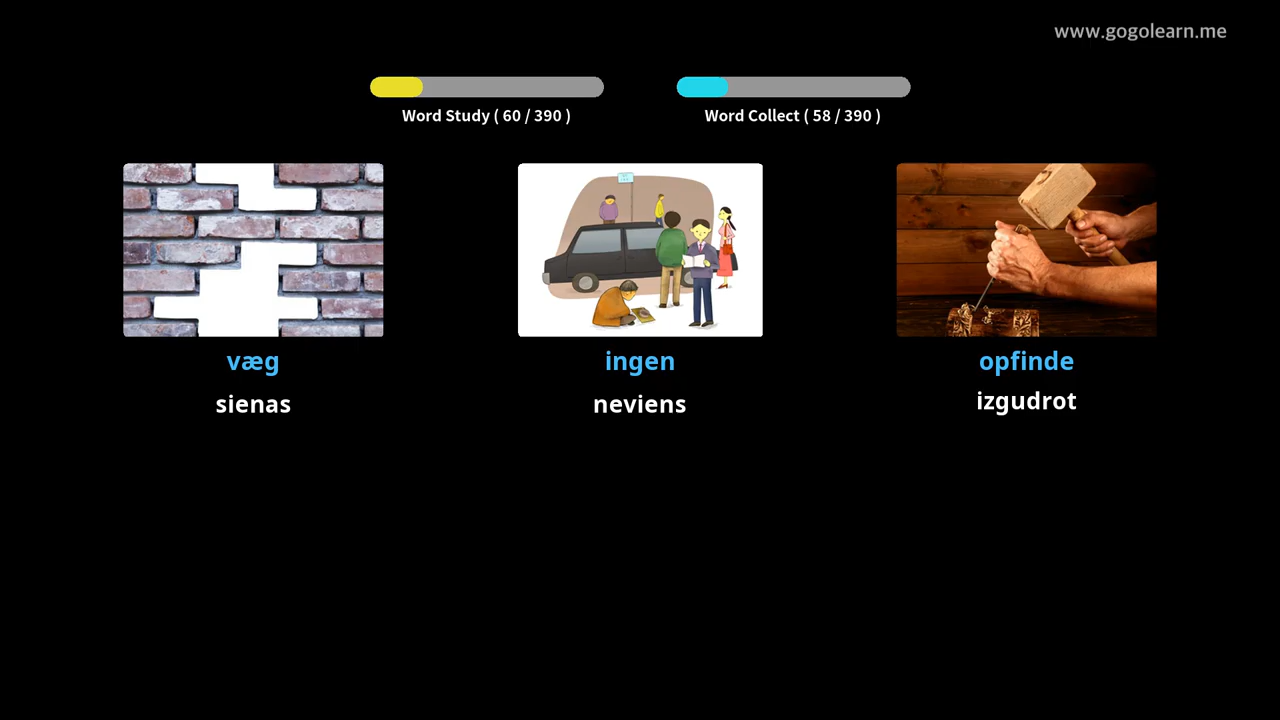 www.gogolearn.me
Word Study ( 60 / 390 )
Word Collect ( 58 / 390 )
væg
ingen
opfinde
sienas
neviens
izgudrot